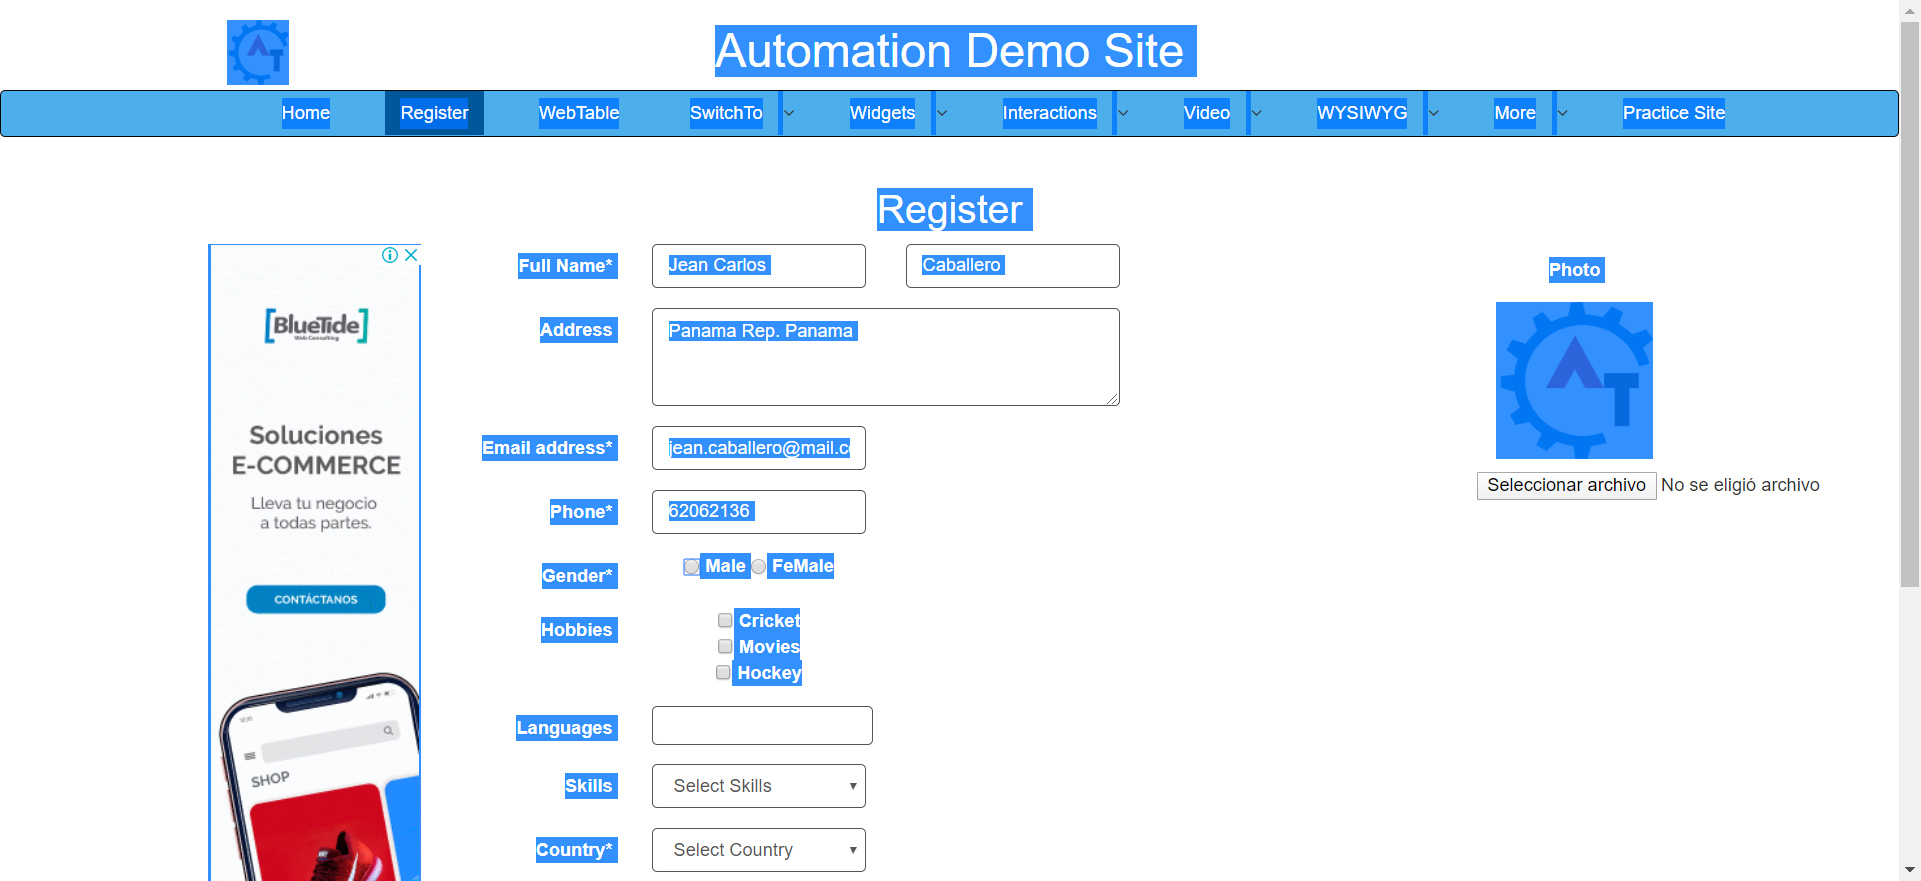 Automation Demo Site
Home Register WebTable SwitchTo Widgets Interactions Video WYSIWYG More Practice Site
Register
Full Name* Jean Carlos Caballero
Photo
Address Panama Rep. Panama
Email address* jean.caballero@mail.c
Seleccionar archivo No se eligió archivo
Phone* 62062136
Gender* Male FeMale
Hobbies Cricket
Movies
Hockey
Languages
Skills Select Skills
Country* Select Country
BlueTide
Web Consulting
Soluciones
E-COMMERCE
Lleva tu negocio
a todas partes.
CONTÁCTANOS
SHOP